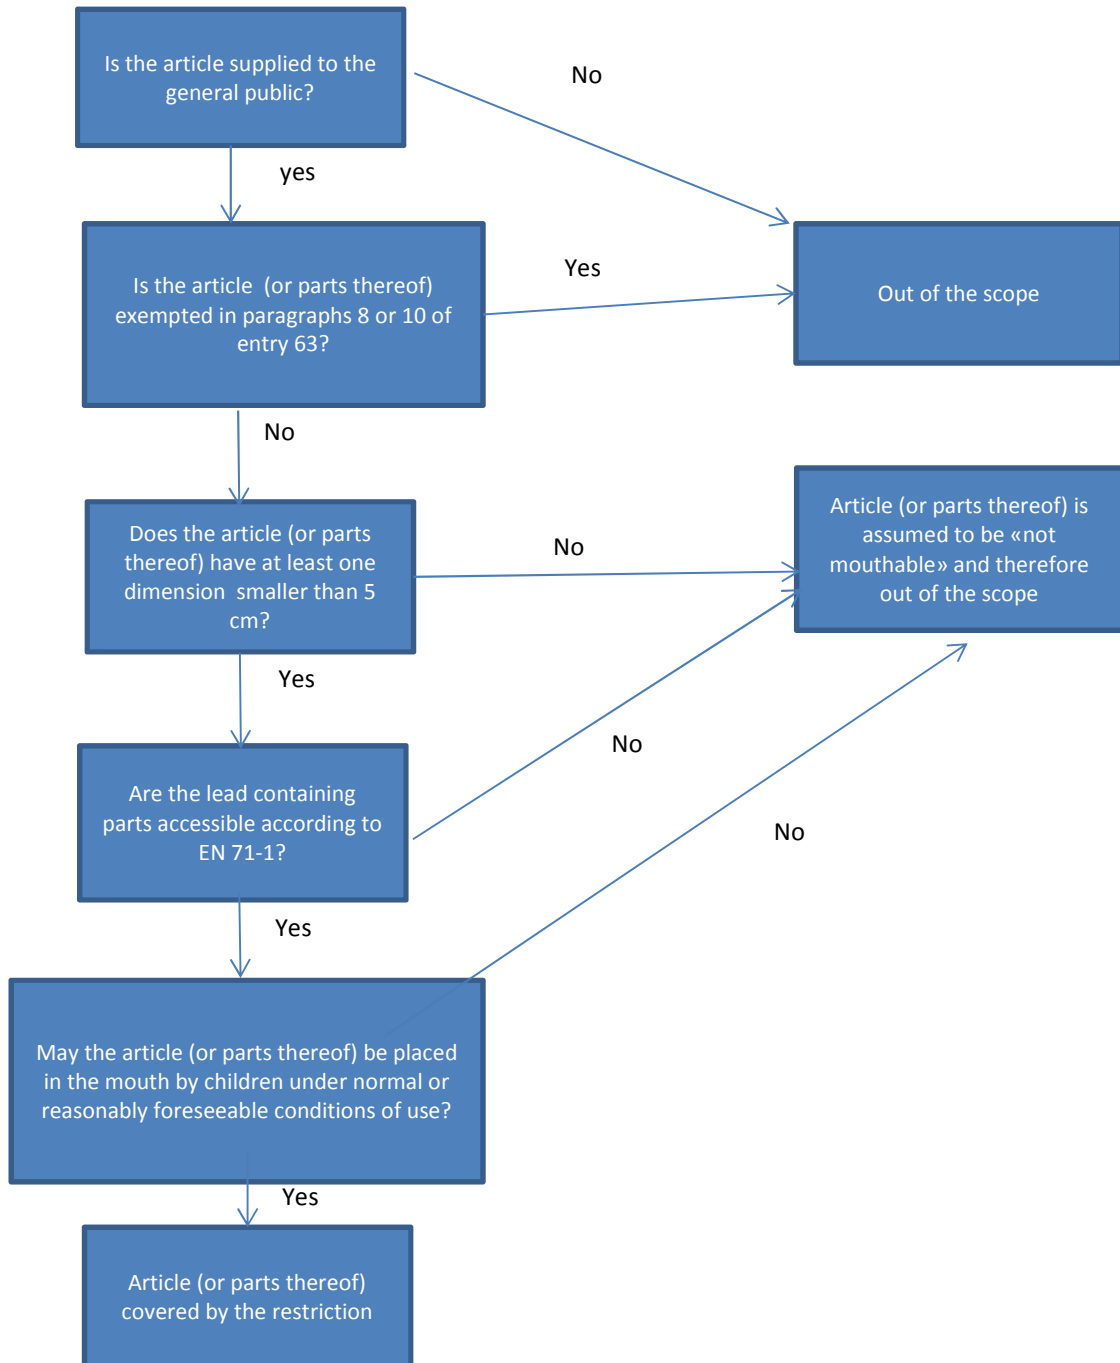 Is the article supplied to the
general public?
No
yes
Is the article (or parts thereof)
exempted in paragraphs 8 or 10 of
entry 63?
Yes
Out of the scope
No
Does the article (or parts
thereof) have at least one
dimension smaller than 5
cm?
No
Article (or parts thereof) is
assumed to be «not
mouthable» and therefore
out of the scope
Yes
Are the lead containing
parts accessible according to
EN 71-1?
No
Yes
May the article (or parts thereof) be placed
in the mouth by children under normal or
reasonably foreseeable conditions of use?
No
Yes
Article (or parts thereof)
covered by the restriction